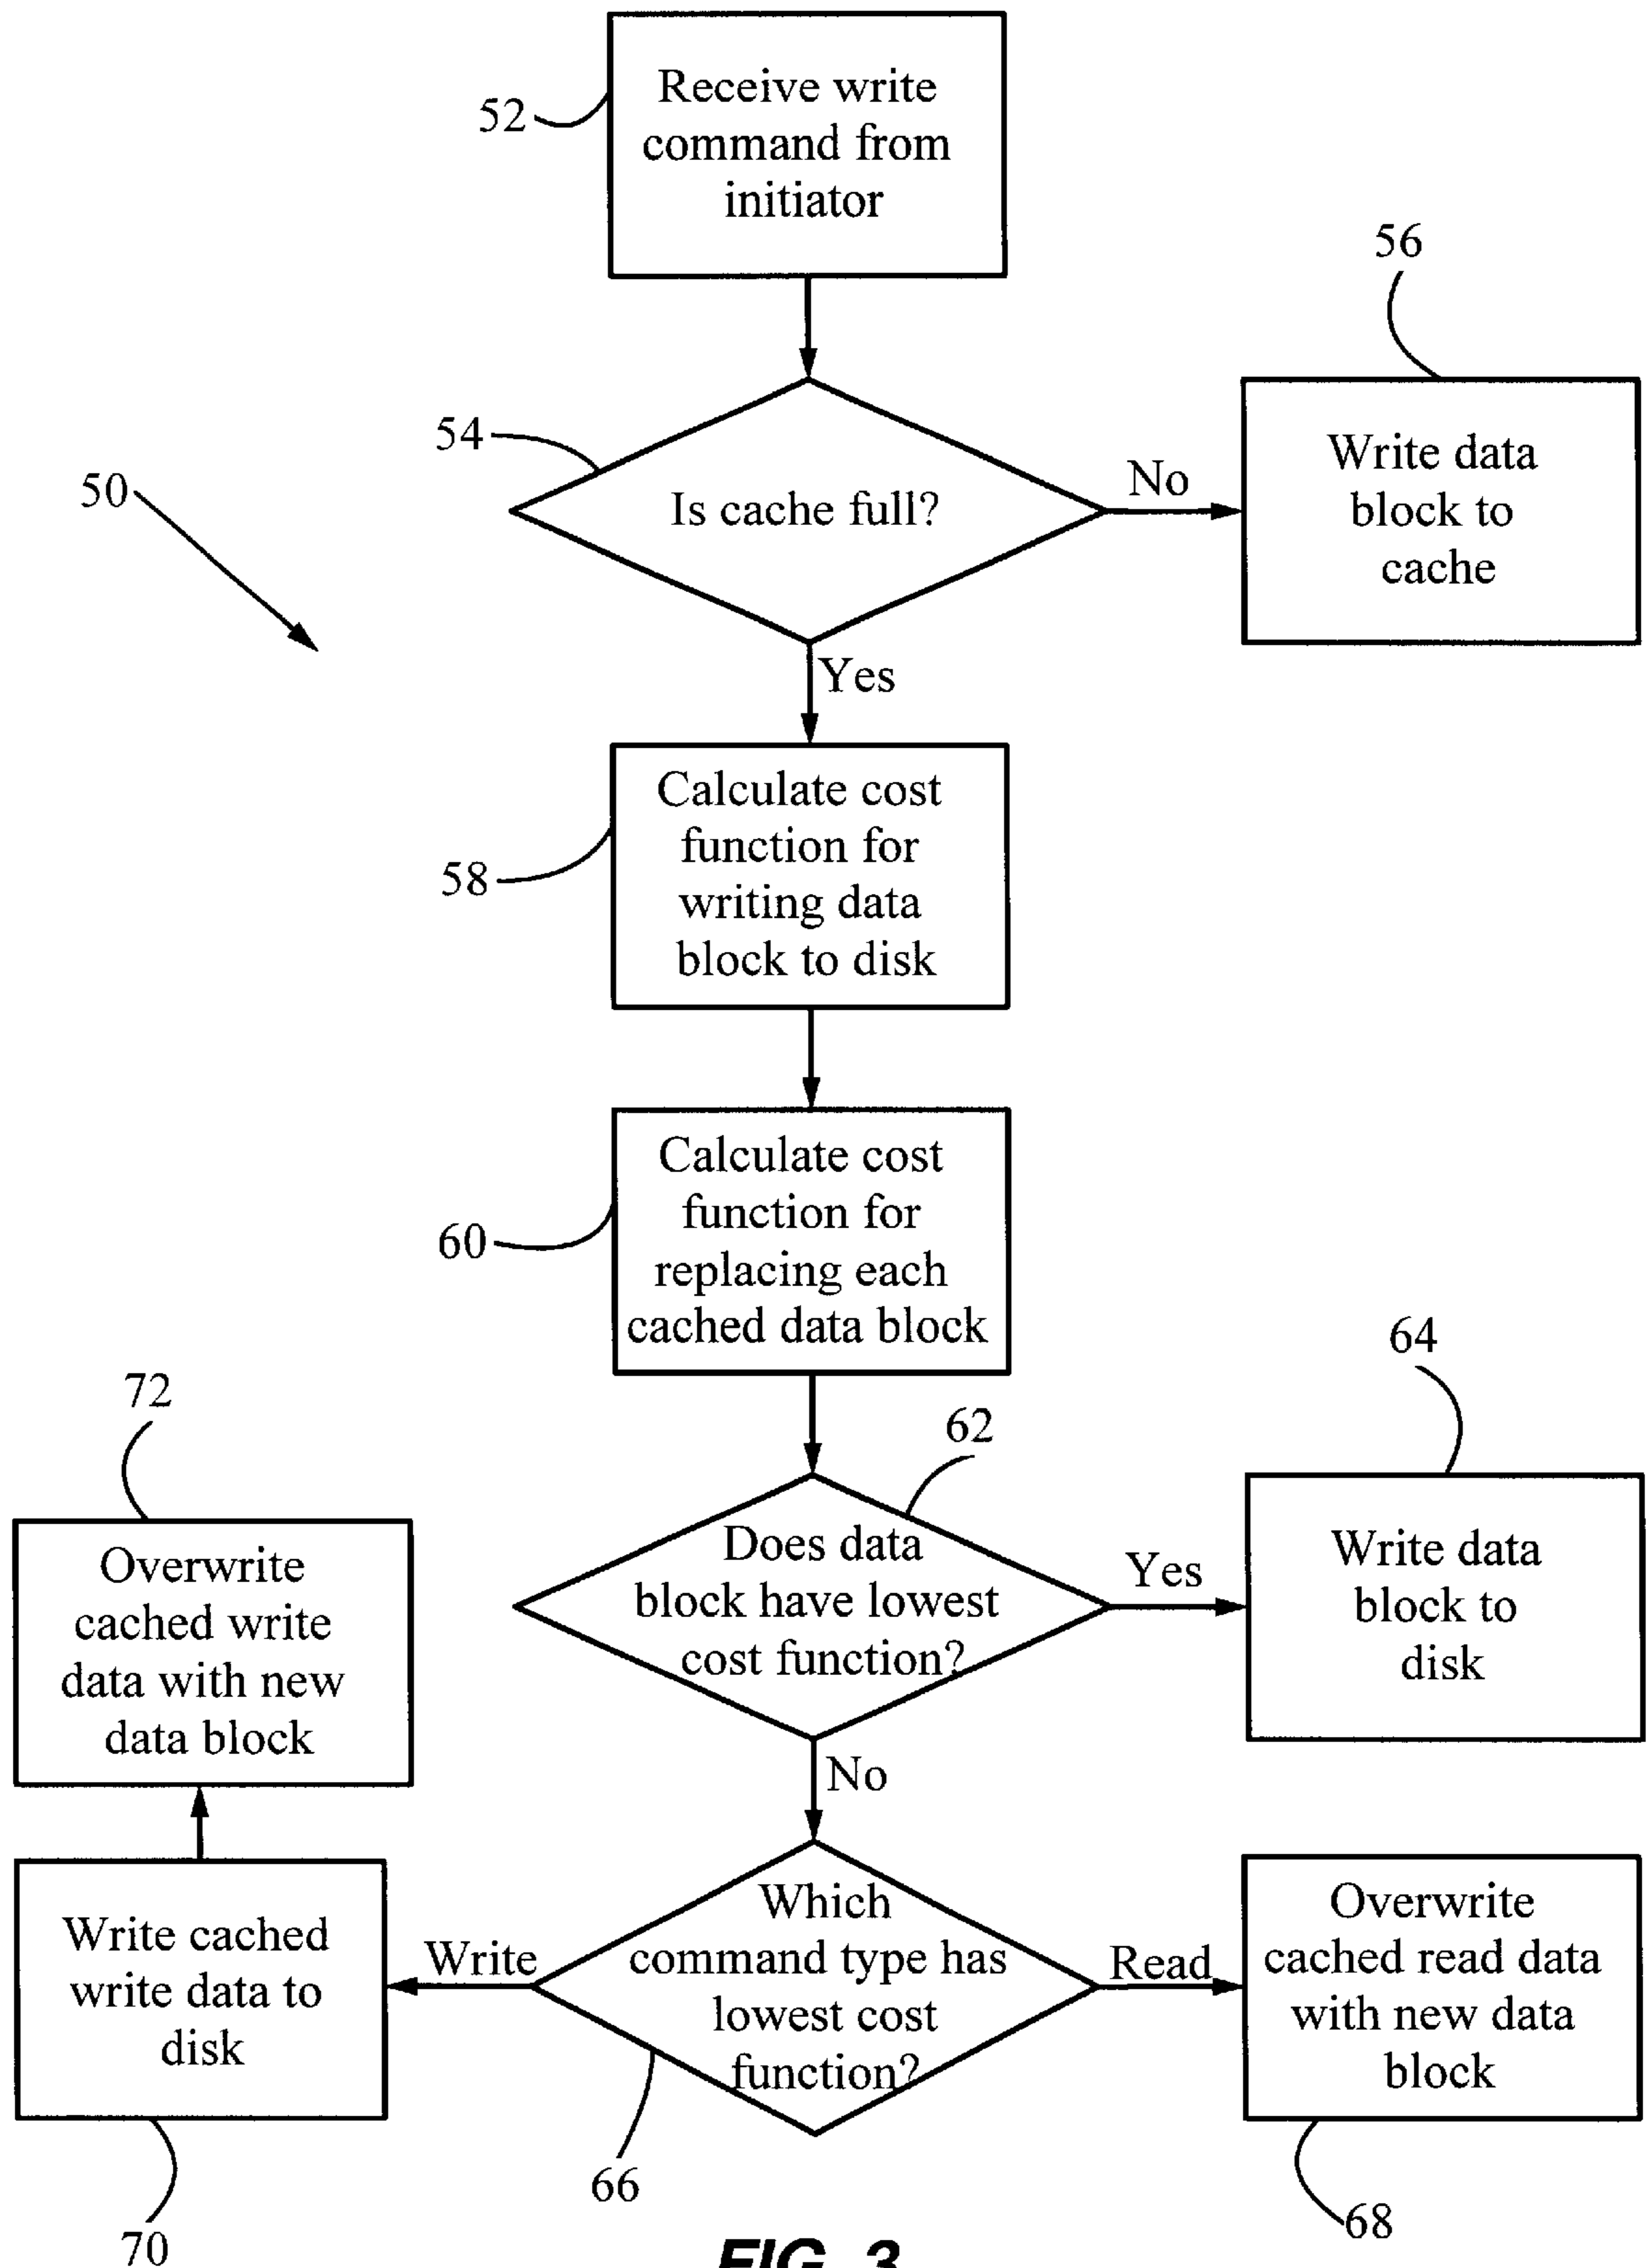 52
Receive write
command from
initiator
56
54
50
Is cache full?
No
Write data
block to
cache
Yes
58
Calculate cost
function for
writing data
block to disk
60
Calculate cost
function for
replacing each
cached data block
64
72
62
Overwrite
cached write
data with new
data block
Does data
block have lowest
cost function?
Yes
Write data
block to
disk
No
Write cached
write data to
disk
Write
Which
command type has
lowest cost
function?
Read
Overwrite
cached read data
with new data
block
66
70
68
FIG. 3